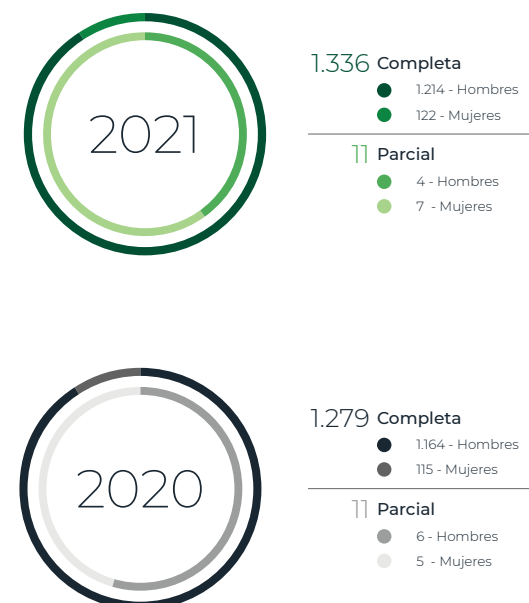 2021
1.336 Completa
1.214 - Hombres
122 - Mujeres
11 Parcial
4 - Hombres
7 - Mujeres
2020
1.279 Completa
1.164 - Hombres
115 - Mujeres
11 Parcial
6 - Hombres
5 - Mujeres